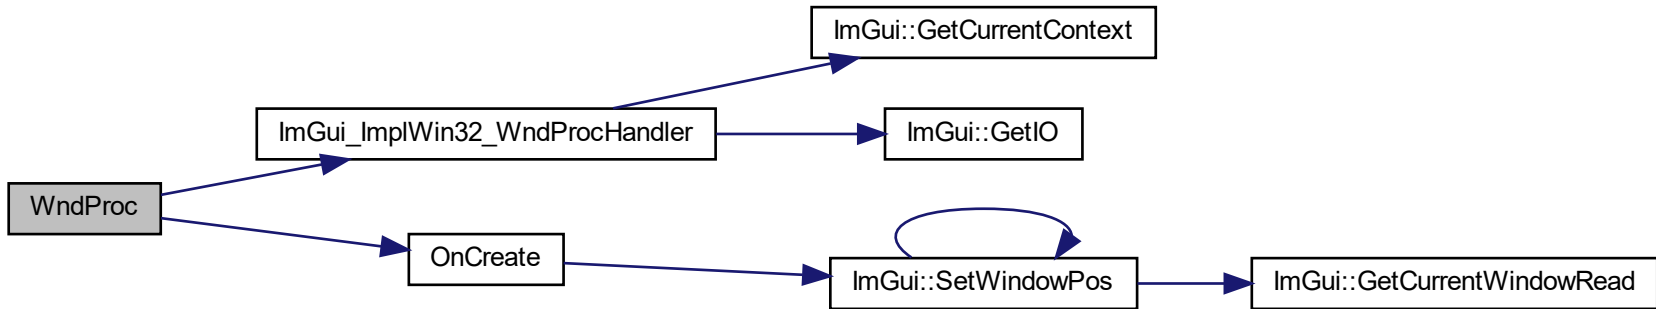 ImGui::GetCurrentContext
ImGui_ImplWin32_WndProcHandler
ImGui::GetIO
WndProc
OnCreate
ImGui::SetWindowPos
ImGui::GetCurrentWindowRead